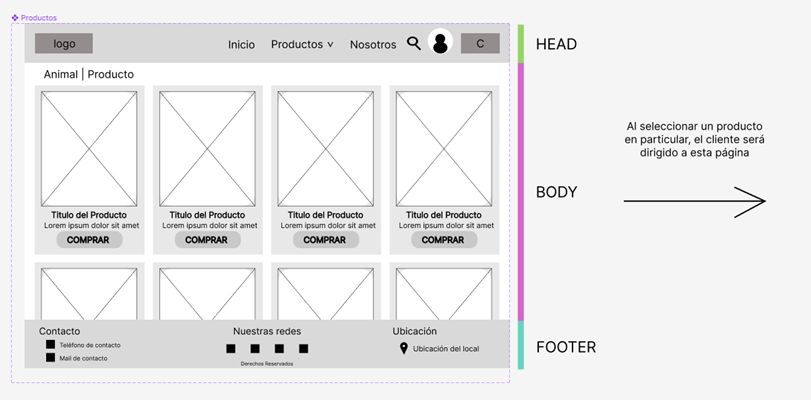 Productos
logo
Inicio Productos v Nosotros
C
HEAD
Animal | Producto
Titulo del Producto Titulo del Producto Titulo del Producto Titulo del Producto
Lorem ipsum dolor sit amet Lorem ipsum dolor sit amet Lorem ipsum dolor sit amet Lorem ipsum dolor sit amet
COMPRAR COMPRAR COMPRAR COMPRAR
BODY
Al seleccionar un producto
en particular, el cliente será
dirigido a esta página
Contacto Nuestras redes Ubicación
Teléfono de contacto Ubicación del local
Mail de contacto
Derechos Reservados
FOOTER